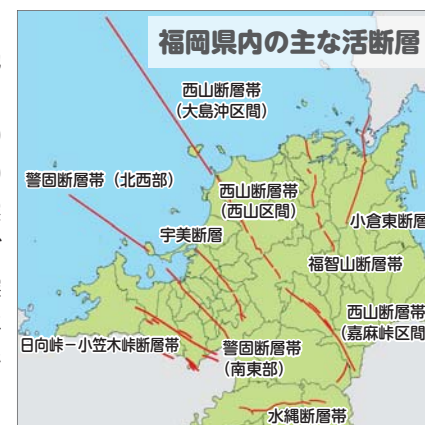 福岡県内の主な活断層
西山断層帯
（大島沖区間）
警固断層帯（北西部）
西山断層帯
（西山区間）
宇美断層
小倉東断層
福智山断層帯
西山断層帯
（嘉麻峠区間
日向峠－小笠木峠断層帯
警固断層帯
（南東部）
水縄断層帯